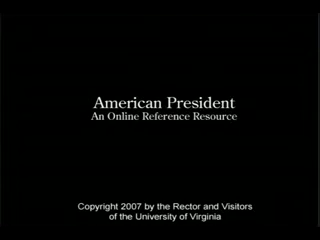 American President
An Online Reference Resource
Copyright 2007 by the Rector and Visitors
of the University of Virginia